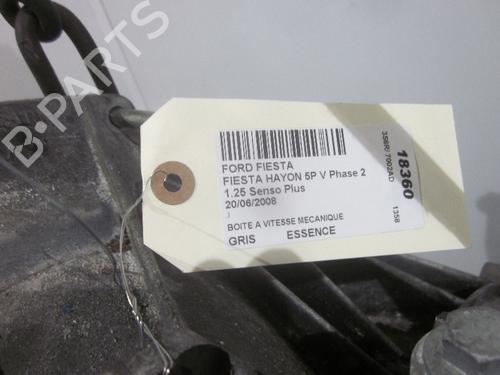 B-PARTS
FORD FIESTA
FIESTA HAYON 5P V Phase 2
1.25 Senso Plus
20/06/2008
J
BOITE A VITESSE MECANIQUE
GRIS ESSENCE
3S6R/ 7002AD
18360
1358